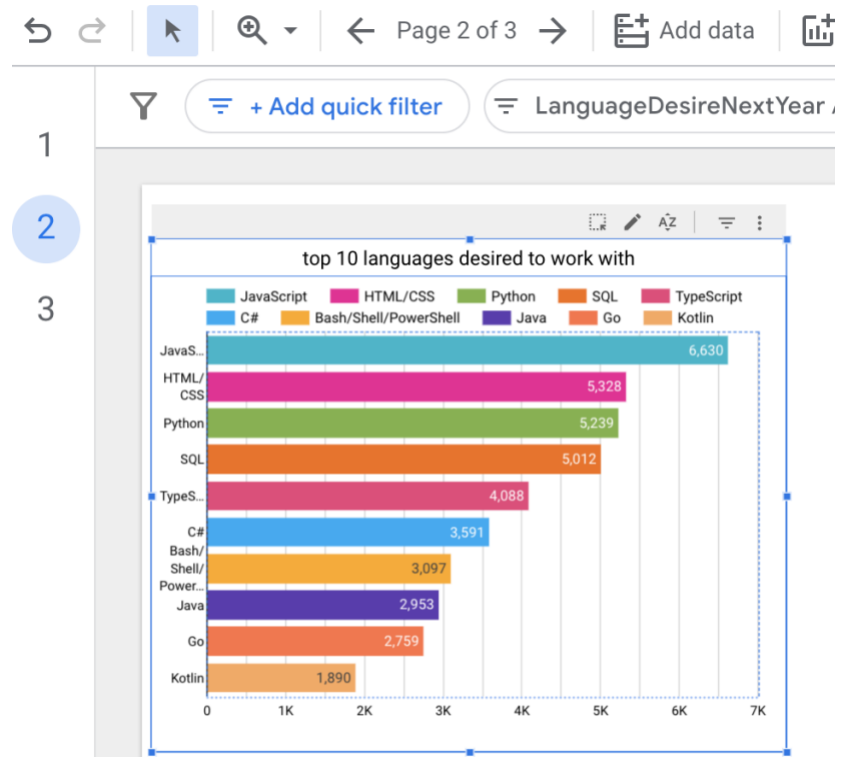 Page 2 of 3
Add data
+ Add quick filter
LanguageDesireNextYear
1
2
3
AZ
top 10 languages desired to work with
JavaScript HTML/CSS Python SQL TypeScript
C# Bash/Shell/PowerShell Java Go Kotlin
JavaS... 6,630
HTML/
CSS 5,328
Python 5,239
SQL 5,012
TypeS... 4,088
C# 3,591
Bash/
Shell/
Power... 3,097
Java 2,953
Go 2,759
Kotlin 1,890
0 1K 2K 3K 4K 5K 6K 7K